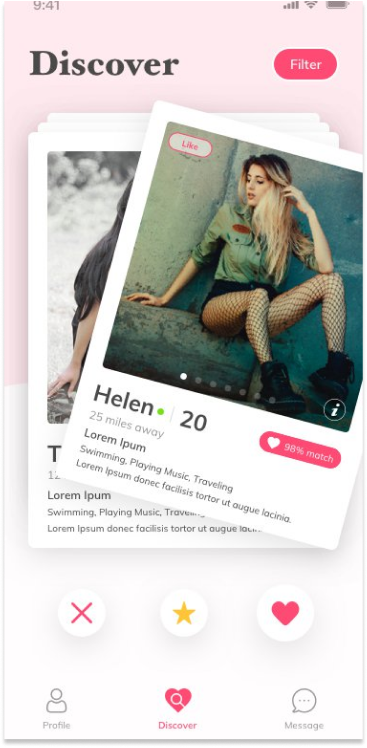 9:41
Discover
Filter
Like
Helen 20
25 miles away
98% match
Lorem Ipum
Swimming, Playing Music, Traveling
Lorem Ipsum donec facilisis tortor ut augue lacinia.
T
12
Lorem Ipum
Swimming, Playing Music,
Lorem Ipsum donec facilisis tortor ut augue
Profile
Discover
Message